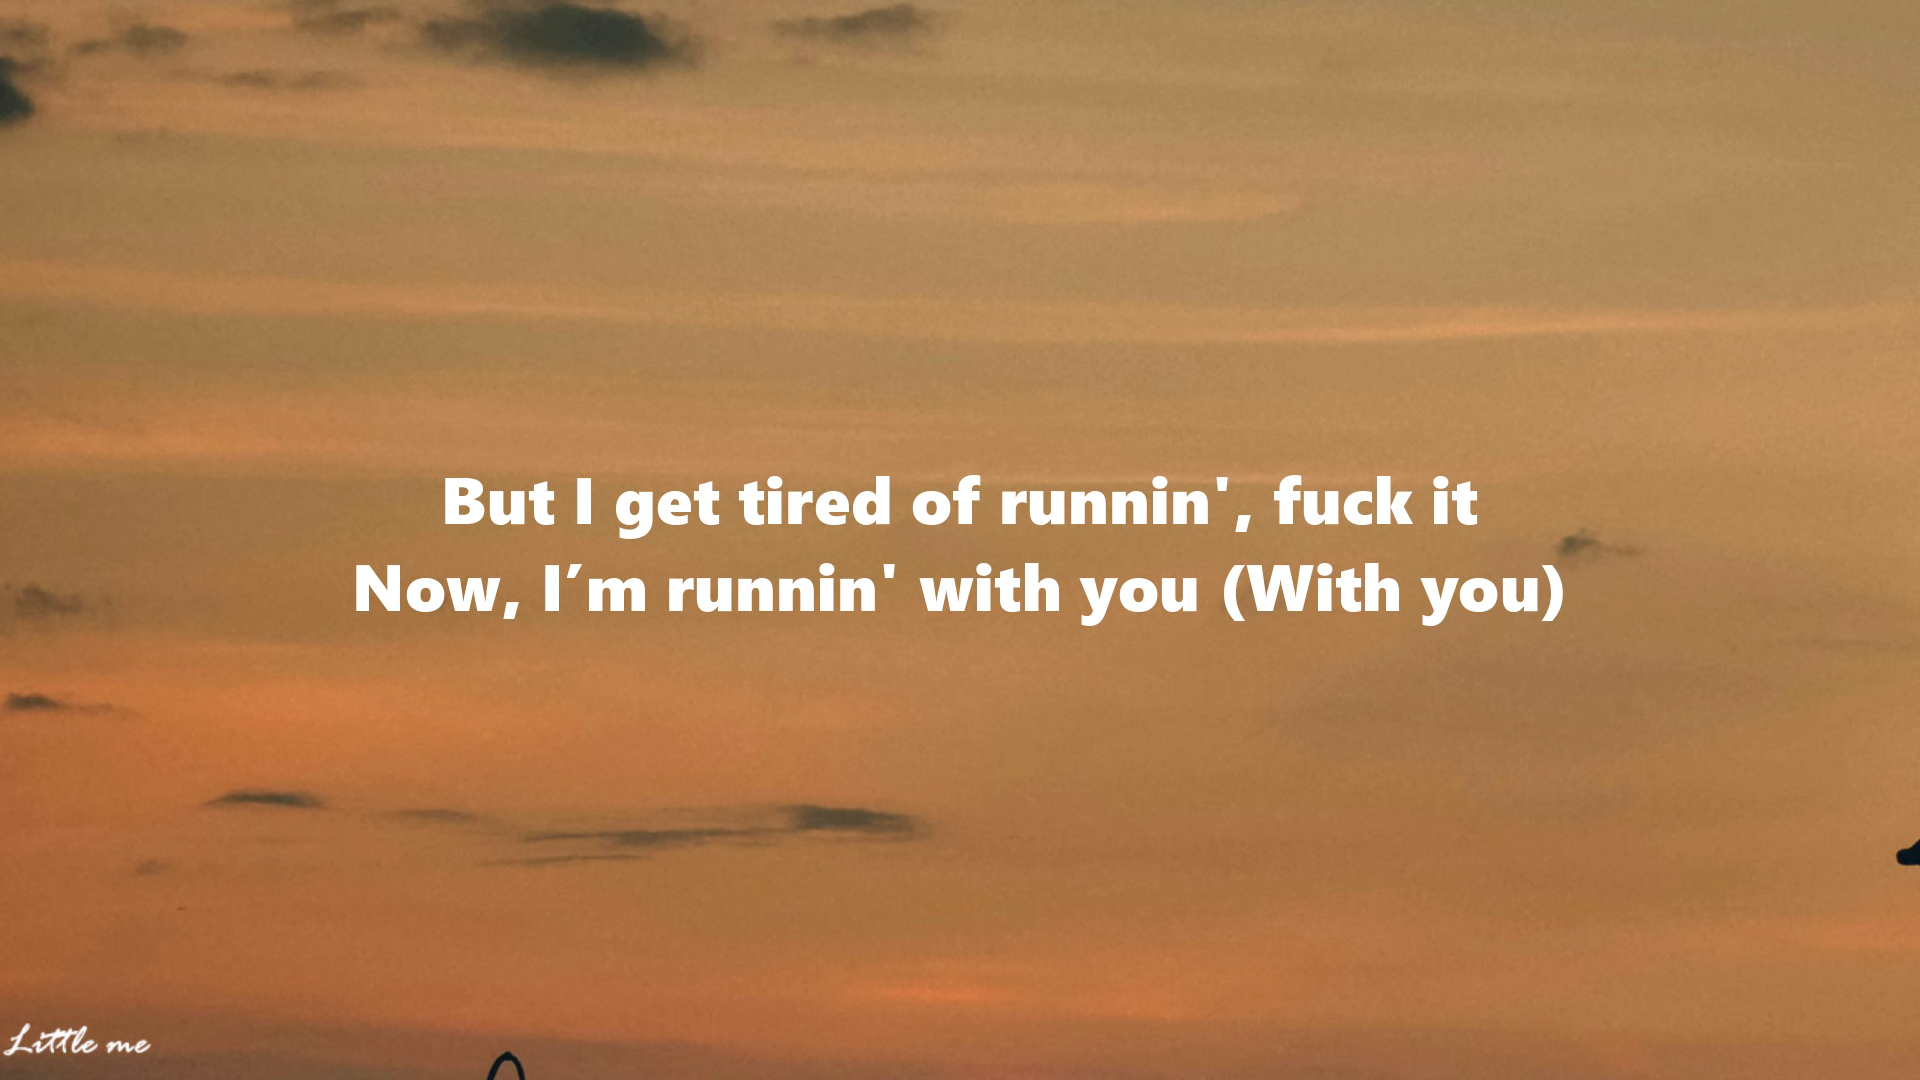 But I get tired of runnin', fuck it
Now, I′m runnin' with you (With you)
Little me